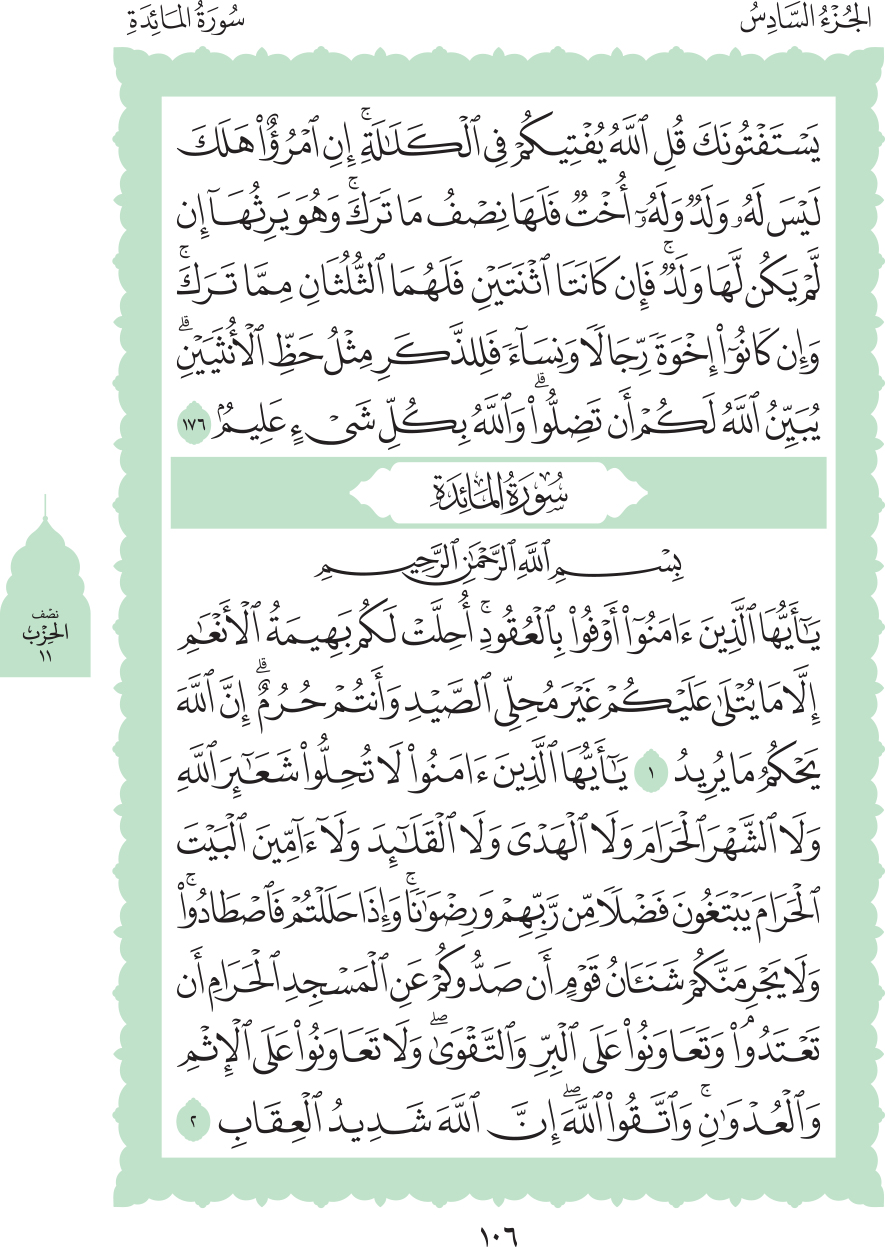 الجُزْءُ السَّادِسُ
سُورَةُ المَائِدَةِ
يَسْتَفْتُونَكَ قُلِ ٱللَّهُ يُفْتِيكُمْ فِي ٱلْكَلَٰلَةِۚ إِنِ ٱمْرُؤٌا۟ هَلَكَ
لَيْسَ لَهُۥ وَلَدٌ وَلَهُۥٓ أُخْتٌ فَلَهَا نِصْفُ مَا تَرَكَۚ وَهُوَ يَرِثُهَآ إِن
لَّمْ يَكُن لَّهَا وَلَدٌۚ فَإِن كَانَتَا ٱثْنَتَيْنِ فَلَهُمَا ٱلثُّلُثَانِ مِمَّا تَرَكَۚ
وَإِن كَانُوٓا۟ إِخْوَةً رِّجَالًا وَنِسَآءً فَلِلذَّكَرِ مِثْلُ حَظِّ ٱلْأُنثَيَيْنِۗ
يُبَيِّنُ ٱللَّهُ لَكُمْ أَن تَضِلُّوا۟ۗ وَٱللَّهُ بِكُلِّ شَىْءٍ عَلِيمٌۢ ١٧٦
سُورَةُ المَائِدَةِ
بِسْمِ ٱللَّهِ ٱلرَّحْمَٰنِ ٱلرَّحِيمِ
يَٰٓأَيُّهَا ٱلَّذِينَ ءَامَنُوٓا۟ أَوْفُوا۟ بِٱلْعُقُودِۚ أُحِلَّتْ لَكُم بَهِيمَةُ ٱلْأَنْعَٰمِ
إِلَّا مَا يُتْلَىٰ عَلَيْكُمْ غَيْرَ مُحِلِّي ٱلصَّيْدِ وَأَنتُمْ حُرُمٌۗ إِنَّ ٱللَّهَ
يَحْكُمُ مَا يُرِيدُ ١ يَٰٓأَيُّهَا ٱلَّذِينَ ءَامَنُوا۟ لَا تُحِلُّوا۟ شَعَٰٓئِرَ ٱللَّهِ
وَلَا ٱلشَّهْرَ ٱلْحَرَامَ وَلَا ٱلْهَدْىَ وَلَا ٱلْقَلَٰٓئِدَ وَلَآ ءَآمِّينَ ٱلْبَيْتَ
ٱلْحَرَامَ يَبْتَغُونَ فَضْلًا مِّن رَّبِّهِمْ وَرِضْوَٰنًاۚ وَإِذَا حَلَلْتُمْ فَٱصْطَادُوا۟ۚ
وَلَا يَجْرِمَنَّكُمْ شَنَـَٔانُ قَوْمٍ أَن صَدُّوكُمْ عَنِ ٱلْمَسْجِدِ ٱلْحَرَامِ أَن
تَعْتَدُوا۟ۘ وَتَعَاوَنُوا۟ عَلَى ٱلْبِرِّ وَٱلتَّقْوَىٰۖ وَلَا تَعَاوَنُوا۟ عَلَى ٱلْإِثْمِ
وَٱلْعُدْوَٰنِۚ وَٱتَّقُوا۟ ٱللَّهَۖ إِنَّ ٱللَّهَ شَدِيدُ ٱلْعِقَابِ ٢
نصف
الحزب
١١
١٠٦